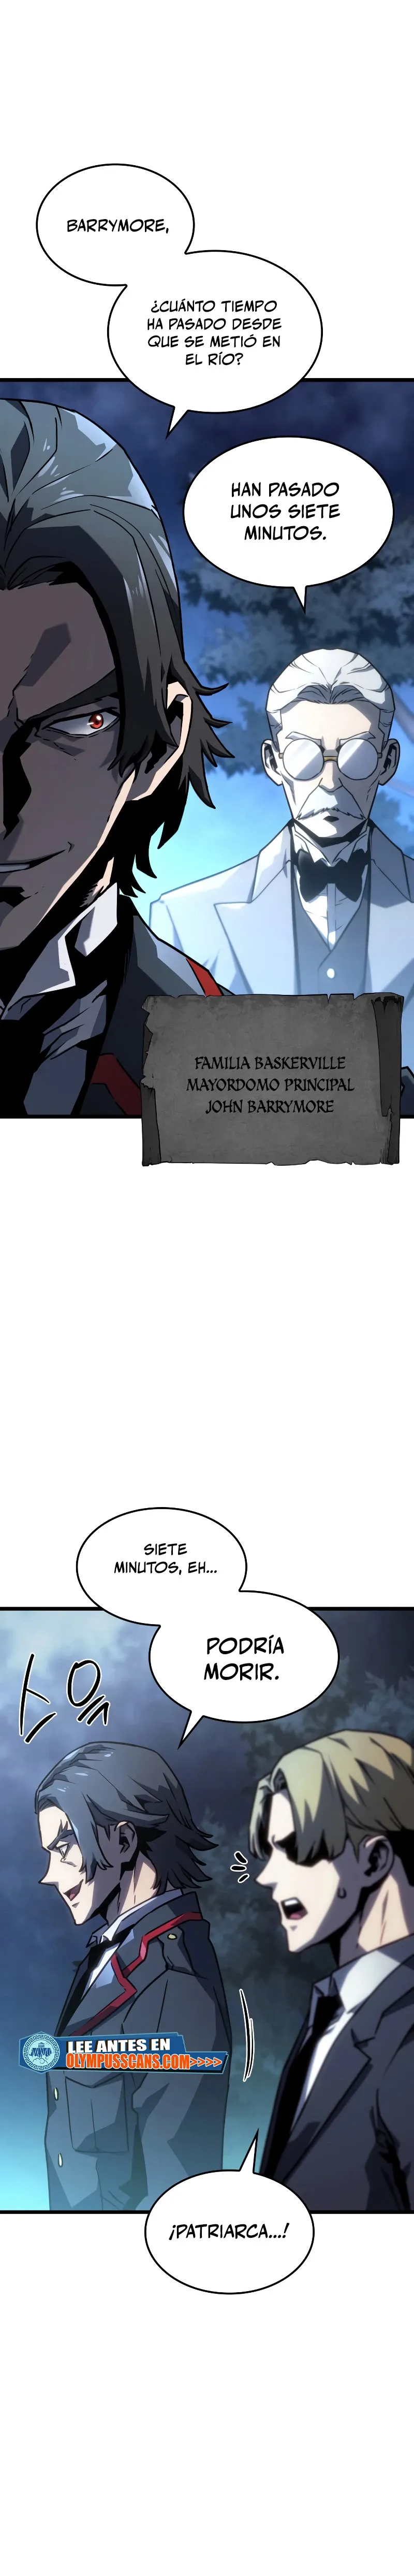 BARRYMORE,
¿CUÁNTO TIEMPO
HA PASADO DESDE
QUE SE METIÓ EN
EL RÍO?
HAN PASADO
UNOS SIETE
MINUTOS.
FAMILIA BASKERVILLE
MAYORDOMO PRINCIPAL
JOHN BARRYMORE
SIETE
MINUTOS, EH...
PODRÍA
MORIR.
LEE ANTES EN
OLYMPUSSCANS.COM>>>>>
¡PATRIARCA...!